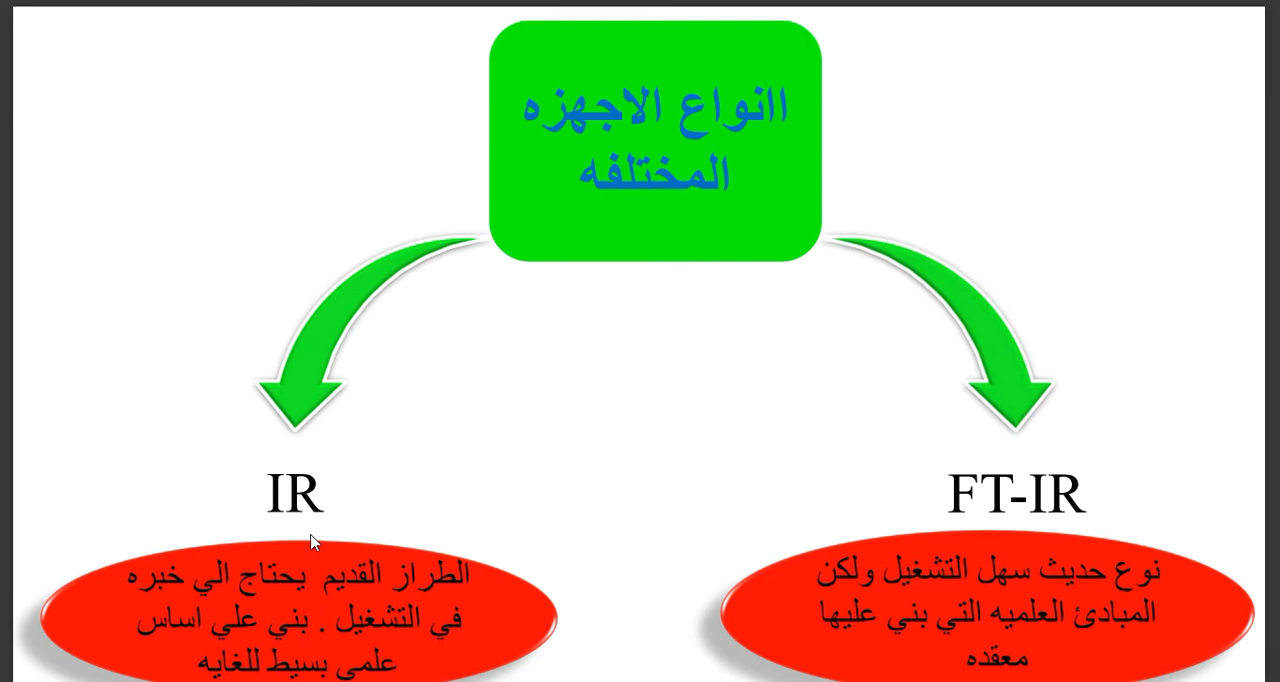 اانواع الاجهزه
المختلفه
FT-IR
IR
نوع حديث سهل التشغيل ولكن
المبادئ العلميه التي بني عليها
معقده
الطراز القديم يحتاج الي خبره
في التشغيل . بني علي اساس
علمي بسيط للغايه